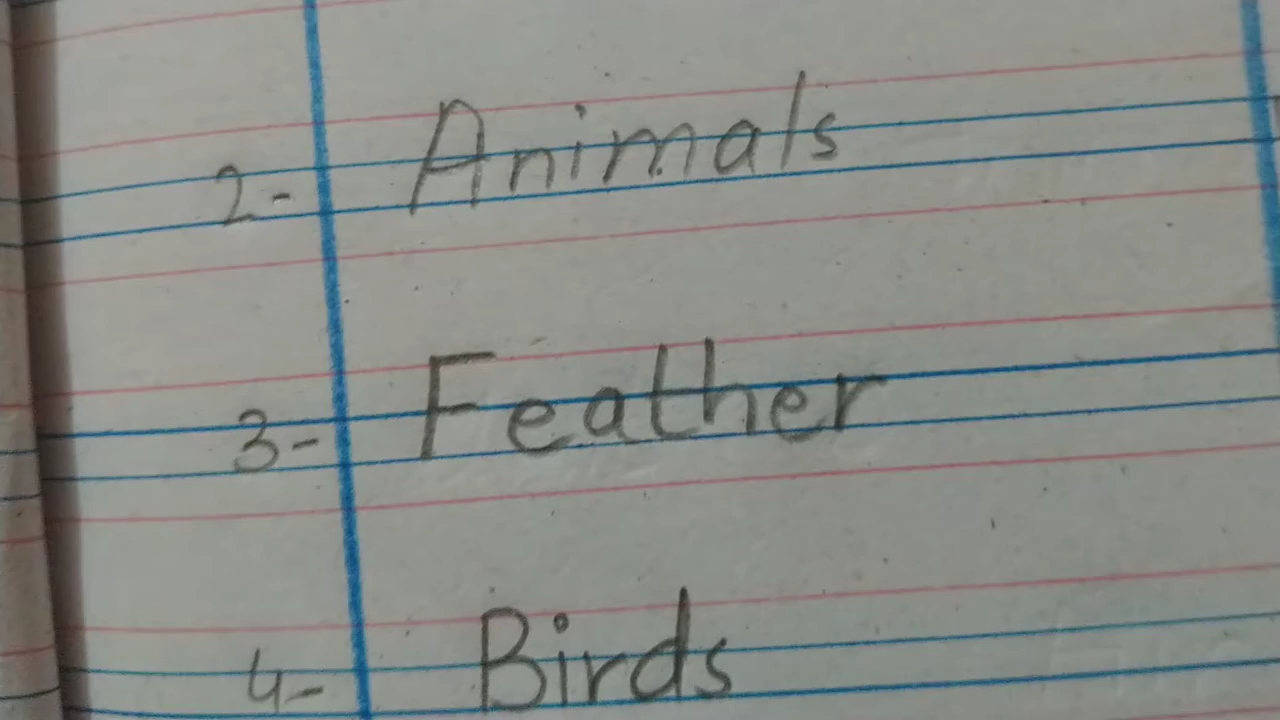 2- Animals
3- Feather
4- Birds